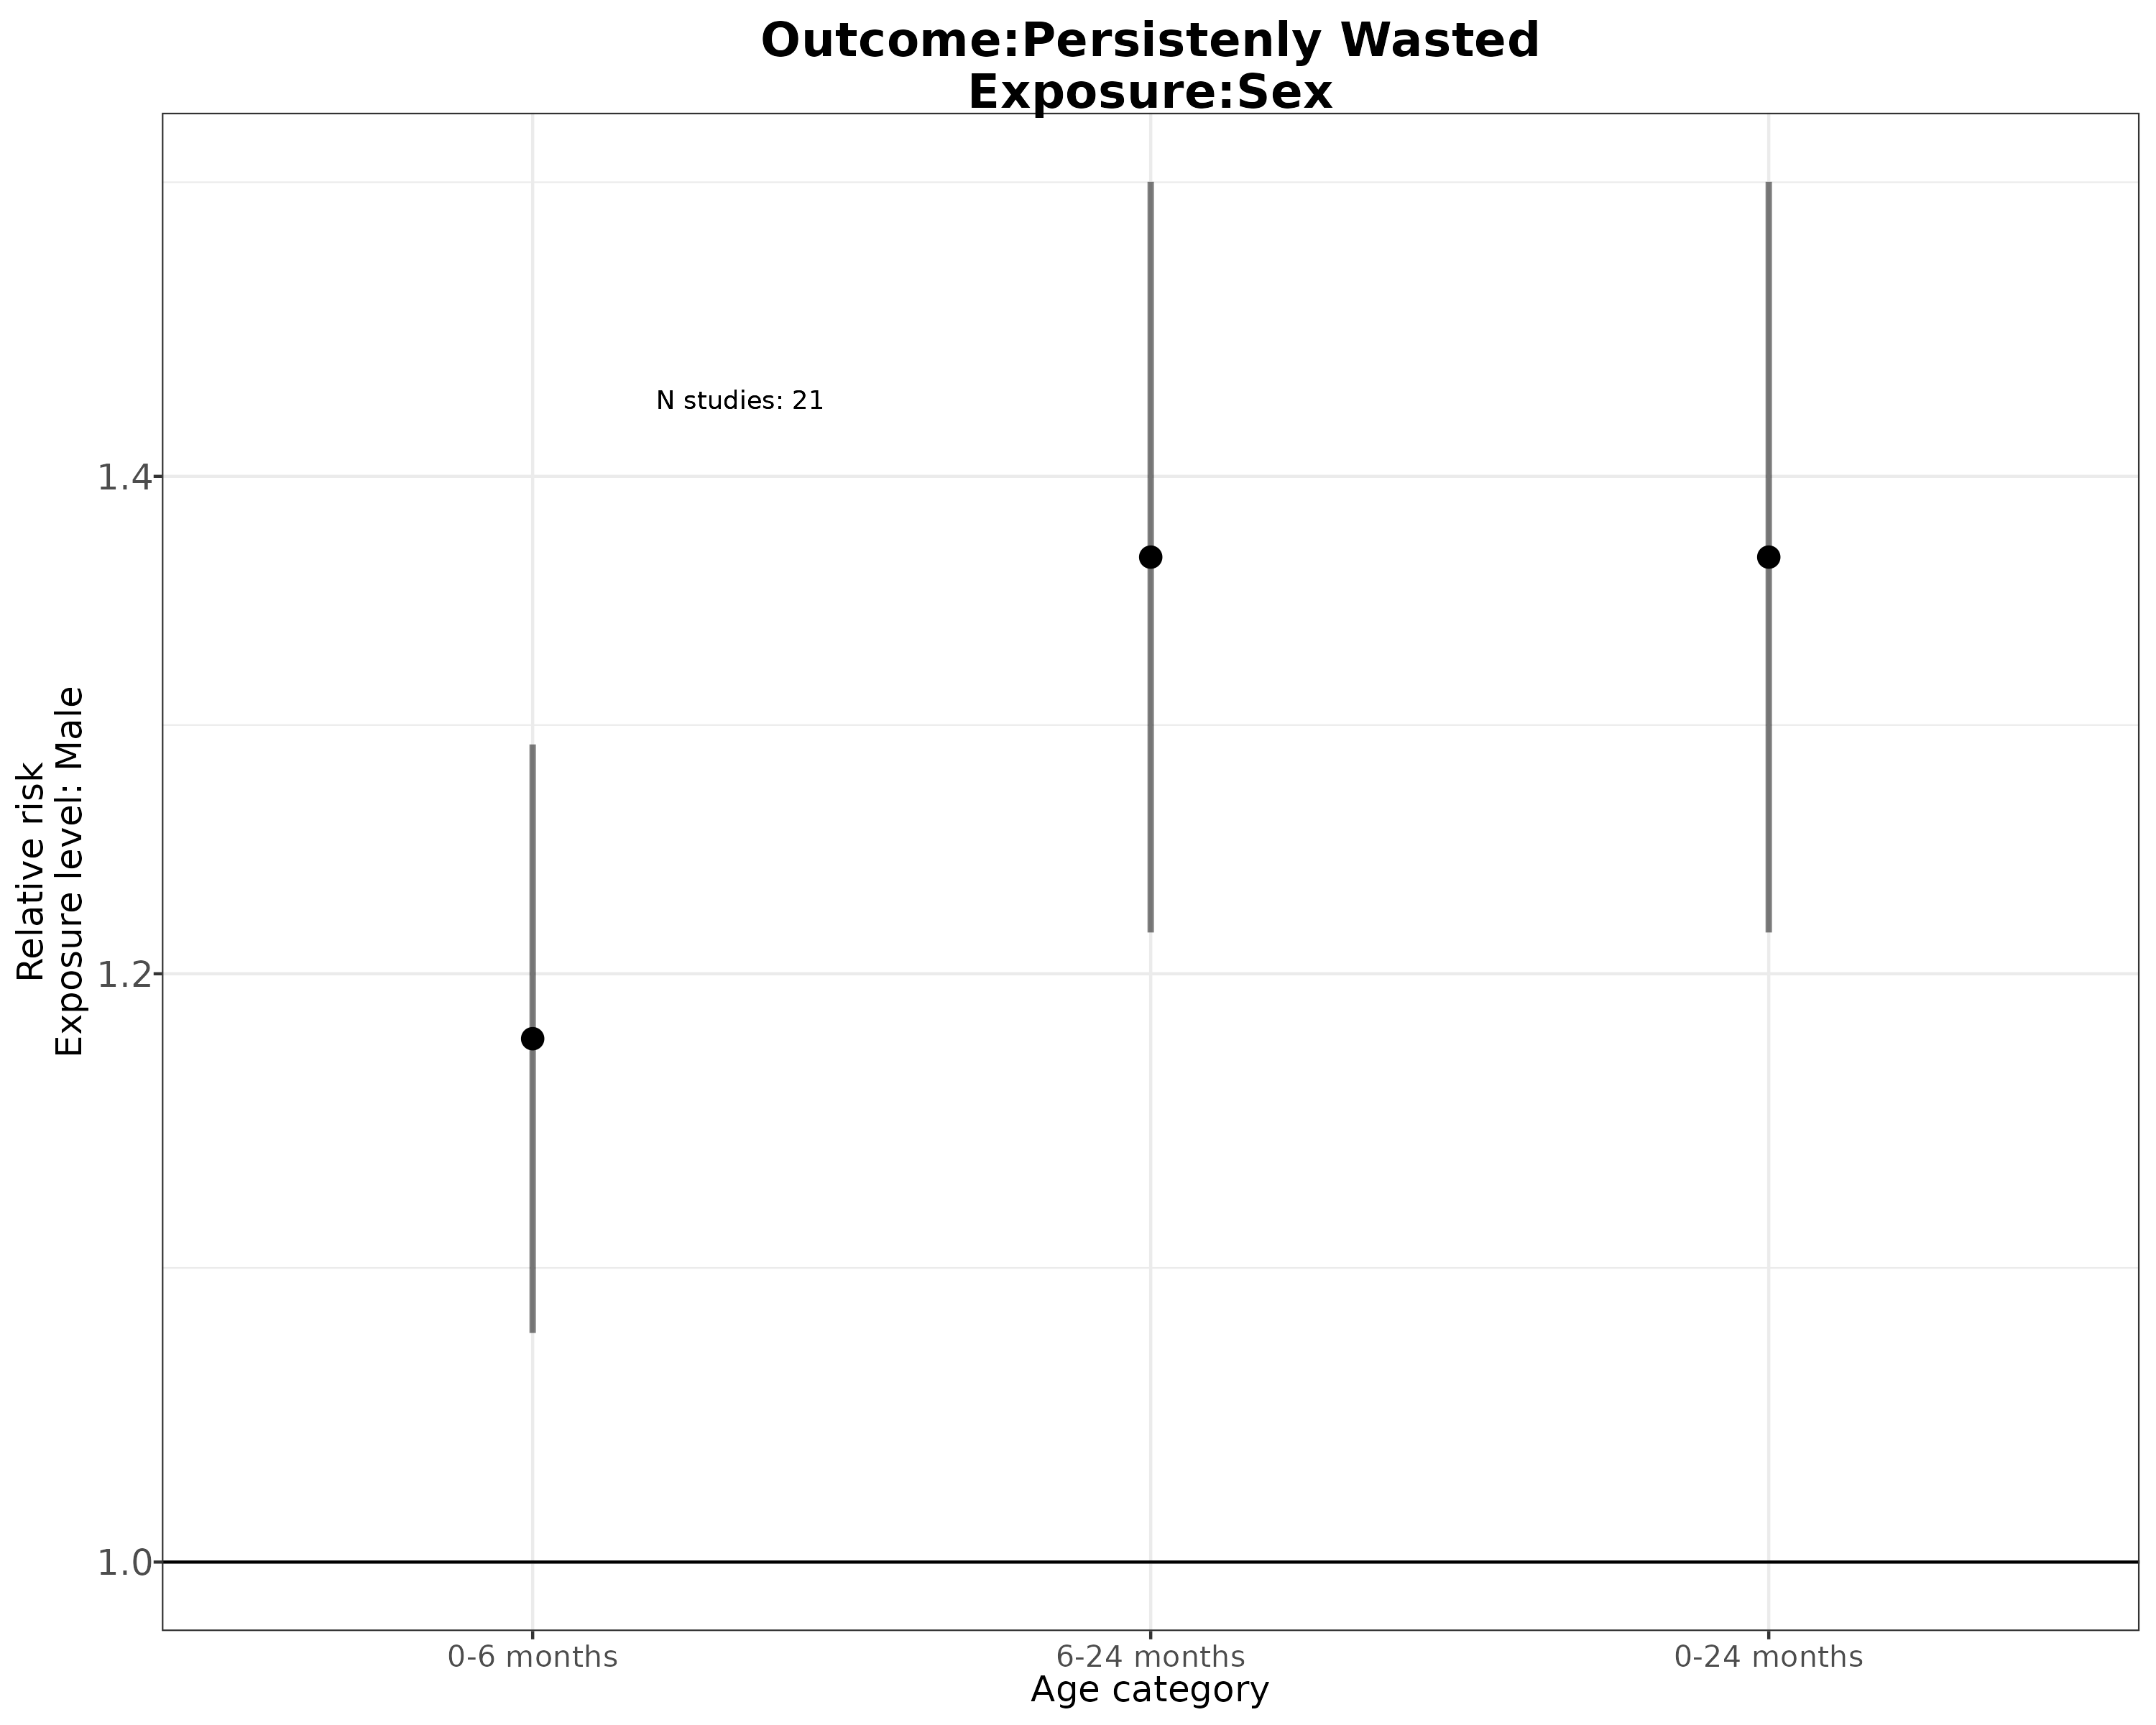 Outcome:Persistenly Wasted
Exposure:Sex
N studies: 21
1.4
1.2
1.0
Relative risk
Exposure level: Male
0-6 months
6-24 months
0-24 months
Age category